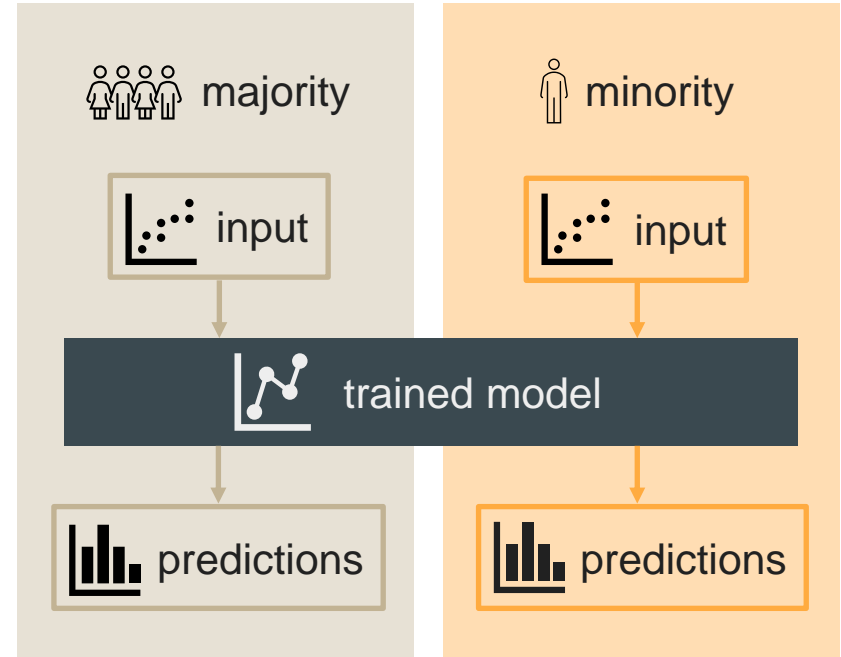 majority
minority
input
input
trained model
predictions
predictions